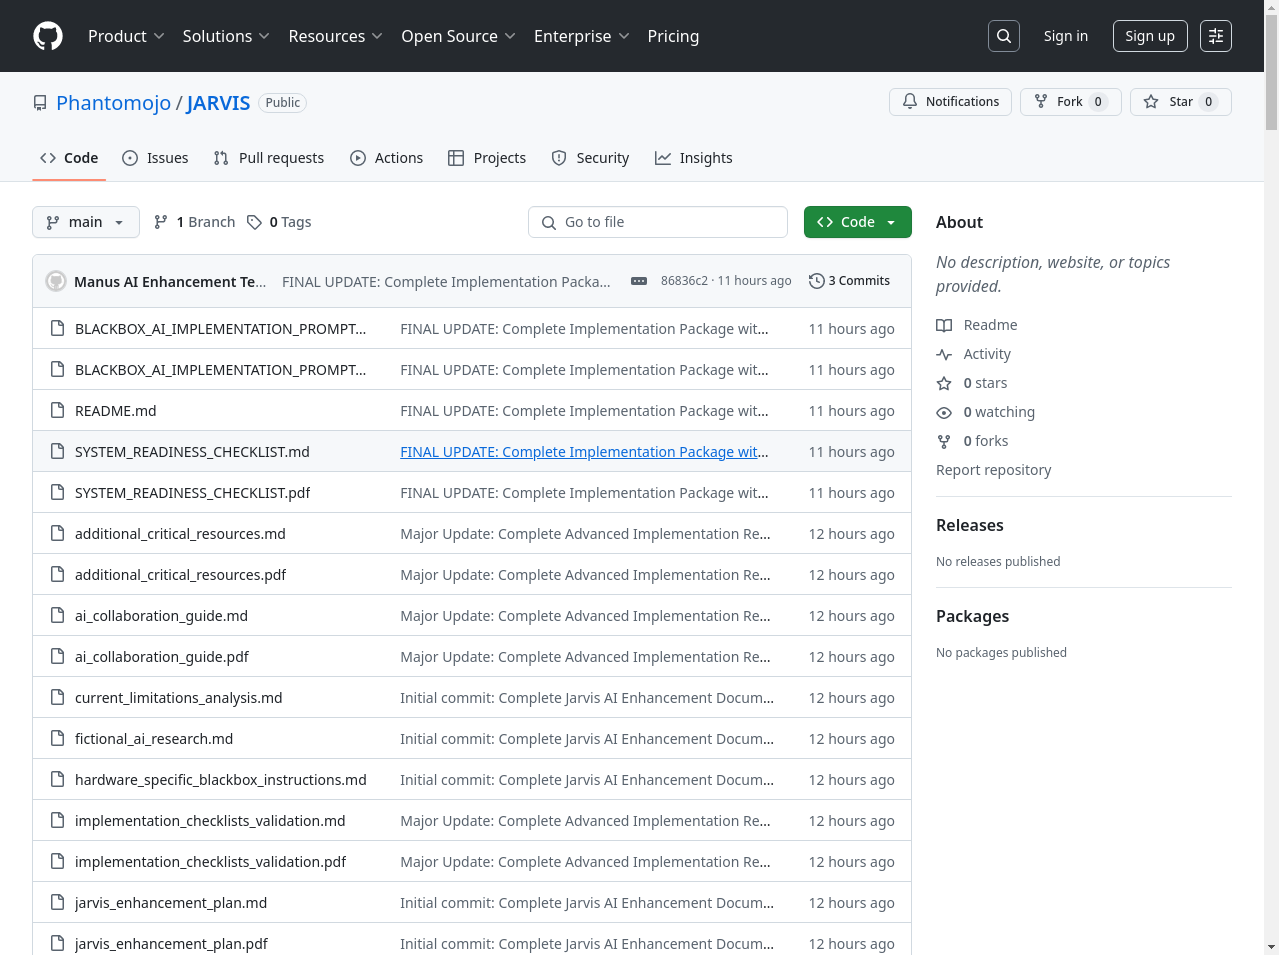 Product Solutions Resources Open Source Enterprise Pricing Sign in Sign up
Phantomojo / JARVIS Public Notifications Fork 0 Star 0
Code Issues Pull requests Actions Projects Security Insights
main 1 Branch 0 Tags Go to file Code
Manus AI Enhancement Te... FINAL UPDATE: Complete Implementation Packa... 86836c2 · 11 hours ago 3 Commits
BLACKBOX_AI_IMPLEMENTATION_PROMPT... FINAL UPDATE: Complete Implementation Package wit... 11 hours ago
BLACKBOX_AI_IMPLEMENTATION_PROMPT... FINAL UPDATE: Complete Implementation Package wit... 11 hours ago
README.md FINAL UPDATE: Complete Implementation Package wit... 11 hours ago
SYSTEM_READINESS_CHECKLIST.md FINAL UPDATE: Complete Implementation Package wit... 11 hours ago
SYSTEM_READINESS_CHECKLIST.pdf FINAL UPDATE: Complete Implementation Package wit... 11 hours ago
additional_critical_resources.md Major Update: Complete Advanced Implementation Re... 12 hours ago
additional_critical_resources.pdf Major Update: Complete Advanced Implementation Re... 12 hours ago
ai_collaboration_guide.md Major Update: Complete Advanced Implementation Re... 12 hours ago
ai_collaboration_guide.pdf Major Update: Complete Advanced Implementation Re... 12 hours ago
current_limitations_analysis.md Initial commit: Complete Jarvis AI Enhancement Docum... 12 hours ago
fictional_ai_research.md Initial commit: Complete Jarvis AI Enhancement Docum... 12 hours ago
hardware_specific_blackbox_instructions.md Initial commit: Complete Jarvis AI Enhancement Docum... 12 hours ago
implementation_checklists_validation.md Major Update: Complete Advanced Implementation Re... 12 hours ago
implementation_checklists_validation.pdf Major Update: Complete Advanced Implementation Re... 12 hours ago
jarvis_enhancement_plan.md Initial commit: Complete Jarvis AI Enhancement Docum... 12 hours ago
jarvis_enhancement_plan.pdf Initial commit: Complete Jarvis AI Enhancement Docum... 12 hours ago
About
No description, website, or topics
provided.
Readme
Activity
0 stars
0 watching
0 forks
Report repository
Releases
No releases published
Packages
No packages published